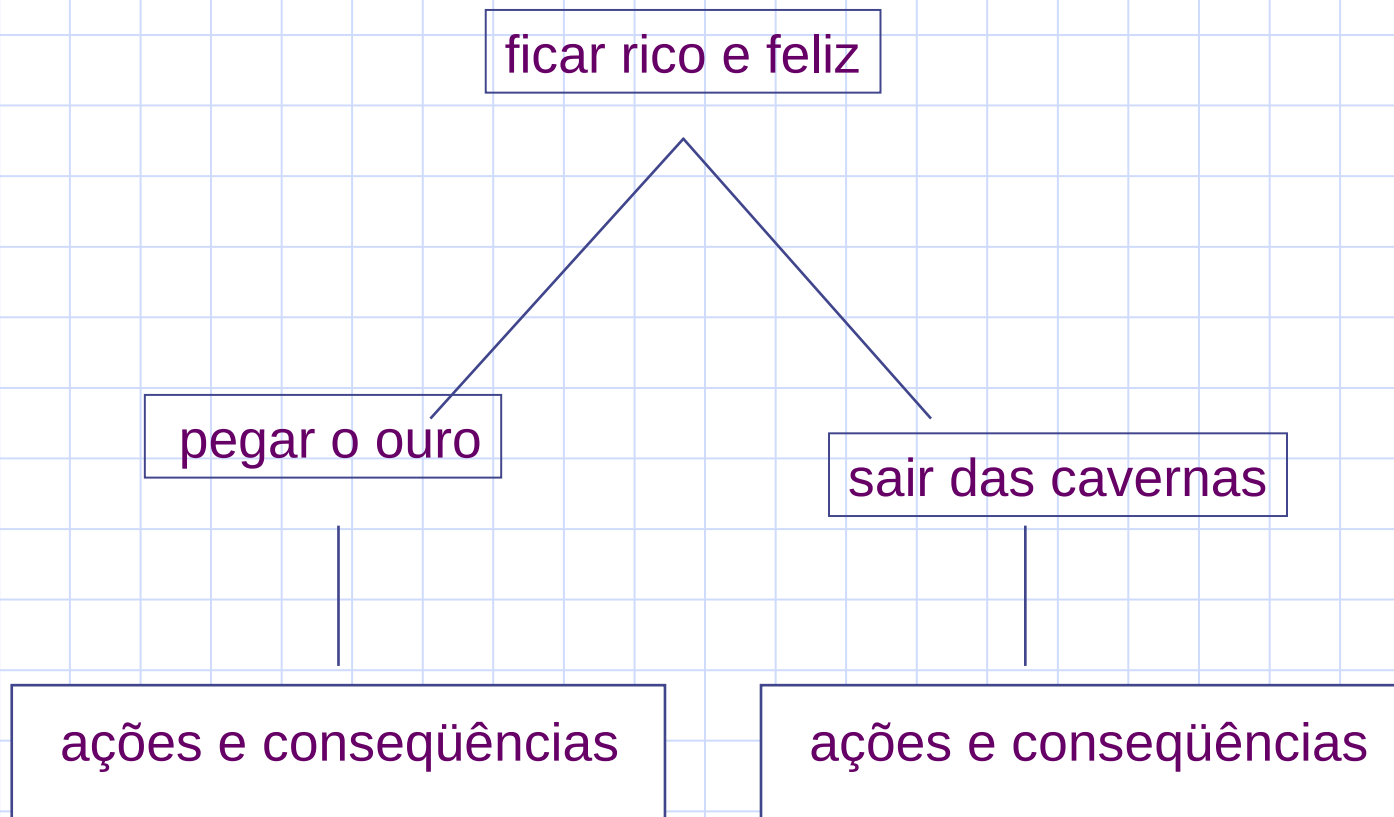 ficar rico e feliz
pegar o ouro
sair das cavernas
ações e conseqüências
ações e conseqüências